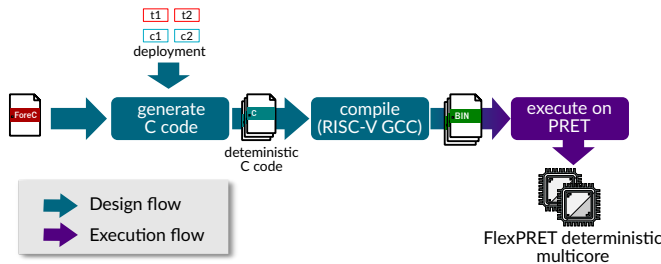 t1 t2
c1 c2
deployment
.ForeC
generate
C code
.C
deteministic
C code
compile
(RISC-V GCC)
.BIN
execute on
PRET
FlexPRET deterministic
multicore
Design flow
Execution flow